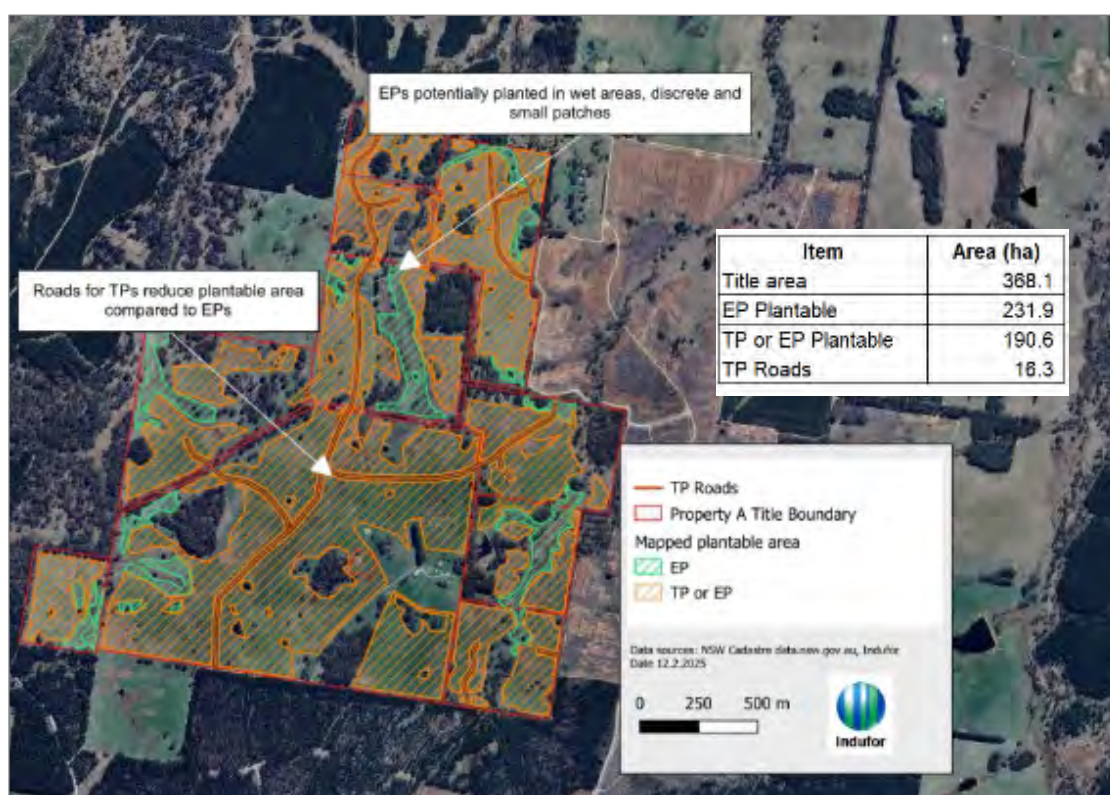 EPs potentially planted in wet areas, discrete and
small patches
Roads for TPs reduce plantable area
compared to EPs
Item Area (ha)
Title area 368.1
EP Plantable 231.9
TP or EP Plantable 190.6
TP Roads 16.3
TP Roads
Property A Title Boundary
Mapped plantable area
EP
TP or EP
Data sources: NSW Cadastre data.nsw.gov.au, Indufor
Date 12.2.2025
0 250 500 m
Indufor